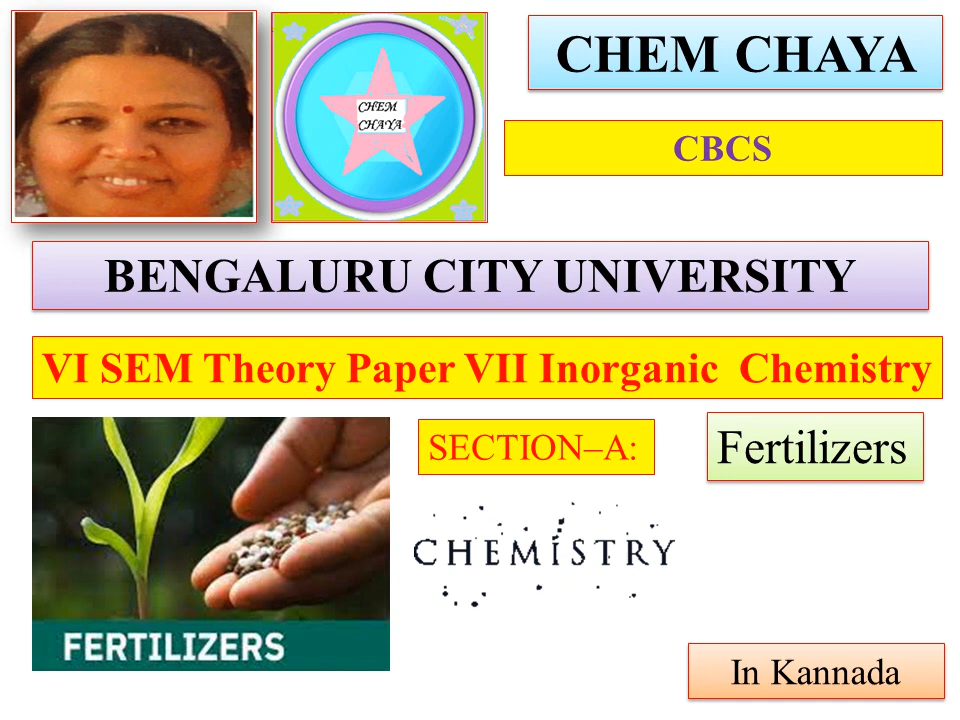 CHEM CHAYA
CHEM
CHAYA
CBCS
BENGALURU CITY UNIVERSITY
VI SEM Theory Paper VII Inorganic Chemistry
SECTION–A:
Fertilizers
CHEMISTRY
FERTILIZERS
In Kannada